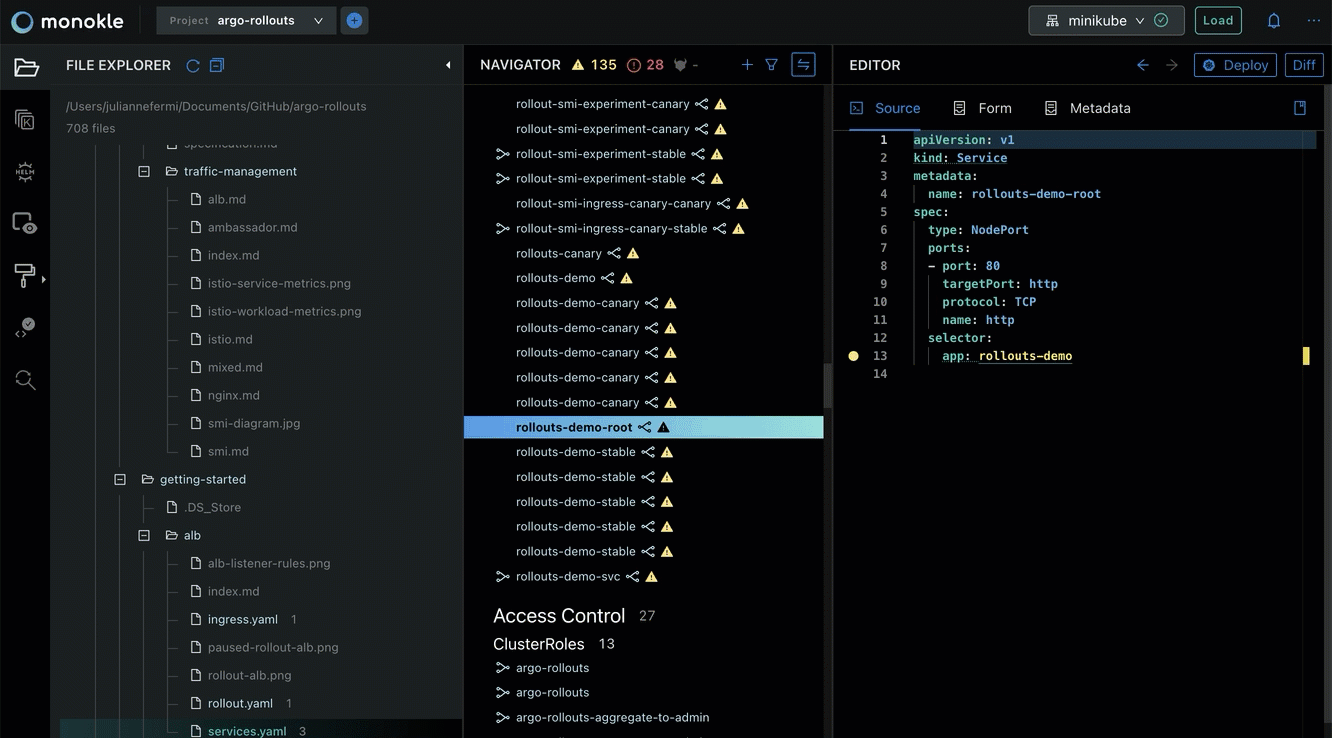 monokle
Project argo-rollouts
minikube
Load
FILE EXPLORER
/Users/juliannefermi/Documents/GitHub/argo-rollouts
708 files
specification.md
traffic-management
alb.md
ambassador.md
index.md
istio-service-metrics.png
istio-workload-metrics.png
istio.md
mixed.md
nginx.md
smi-diagram.jpg
smi.md
getting-started
.DS_Store
alb
alb-listener-rules.png
index.md
ingress.yaml 1
paused-rollout-alb.png
rollout-alb.png
rollout.yaml 1
services.yaml 3
HELM
K
NAVIGATOR 135 28 -
rollout-smi-experiment-canary
rollout-smi-experiment-canary
rollout-smi-experiment-stable
rollout-smi-experiment-stable
rollout-smi-ingress-canary-canary
rollout-smi-ingress-canary-stable
rollouts-canary
rollouts-demo
rollouts-demo-canary
rollouts-demo-canary
rollouts-demo-canary
rollouts-demo-canary
rollouts-demo-canary
rollouts-demo-root
rollouts-demo-stable
rollouts-demo-stable
rollouts-demo-stable
rollouts-demo-stable
rollouts-demo-stable
rollouts-demo-svc
Access Control 27
ClusterRoles 13
argo-rollouts
argo-rollouts
argo-rollouts-aggregate-to-admin
EDITOR
Deploy
Diff
Source
Form
Metadata
1 apiVersion: v1
2 kind: Service
3 metadata:
4 name: rollouts-demo-root
5 spec:
6 type: NodePort
7 ports:
8 - port: 80
9 targetPort: http
10 protocol: TCP
11 name: http
12 selector:
13 app: rollouts-demo
14